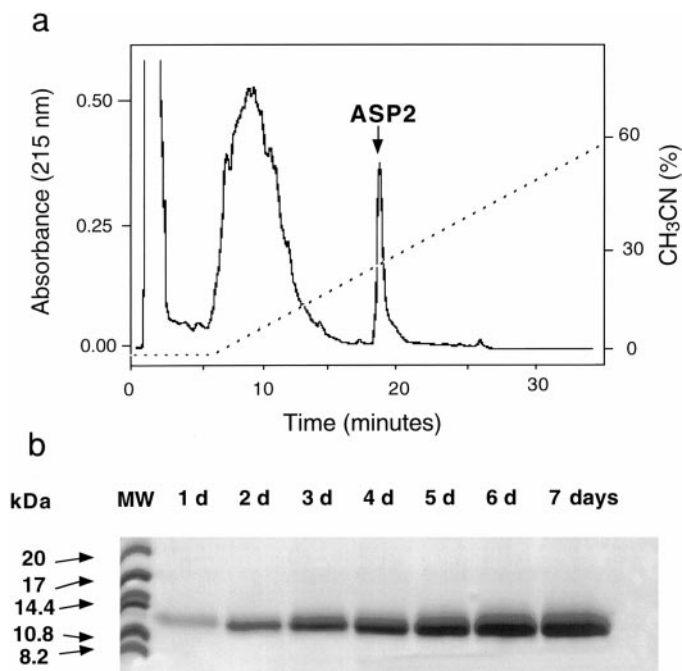 a
ASP2
Absorbance (215 nm)
0.50
0.25
0.00
CH₃CN (%)
60
30
0
0 10 20 30
Time (minutes)
b
kDa MW 1 d 2 d 3 d 4 d 5 d 6 d 7 days
20
17
14.4
10.8
8.2